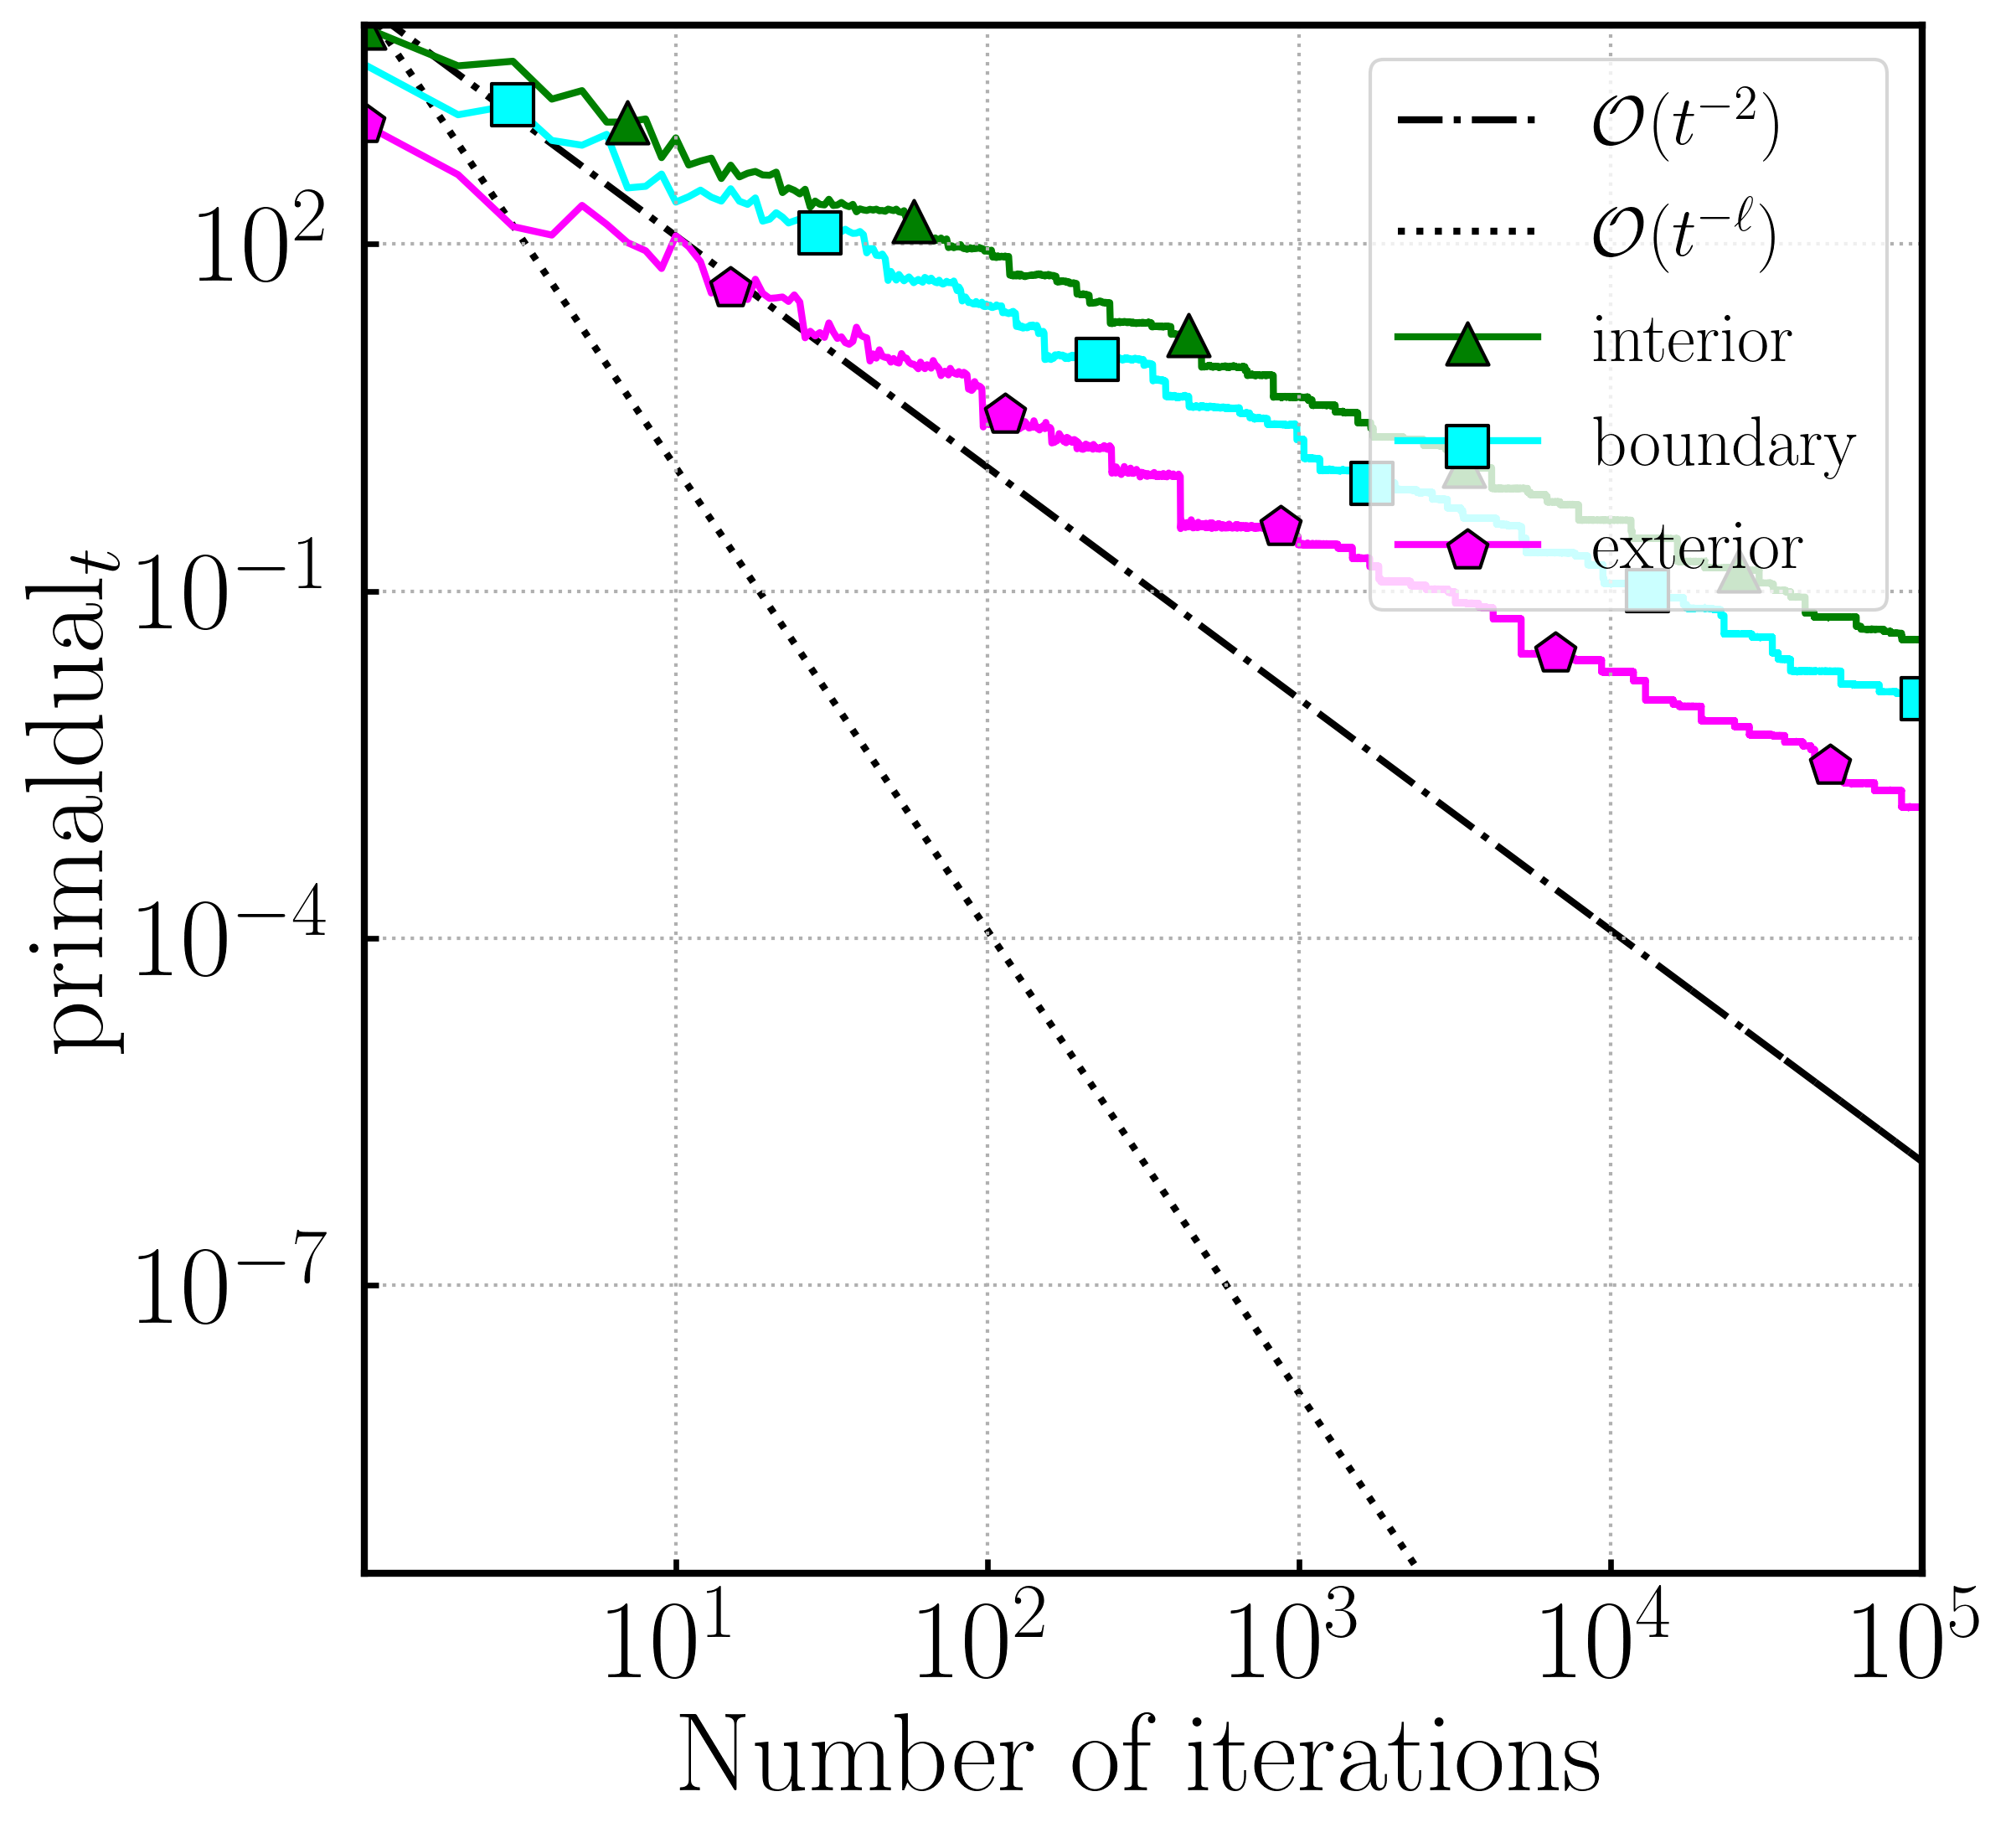 primaldual_t
10^2
10^{-1}
10^{-4}
10^{-7}
𝒪(t^{-2})
𝒪(t^{-ℓ})
interior
boundary
exterior
10^1 10^2 10^3 10^4 10^5
Number of iterations